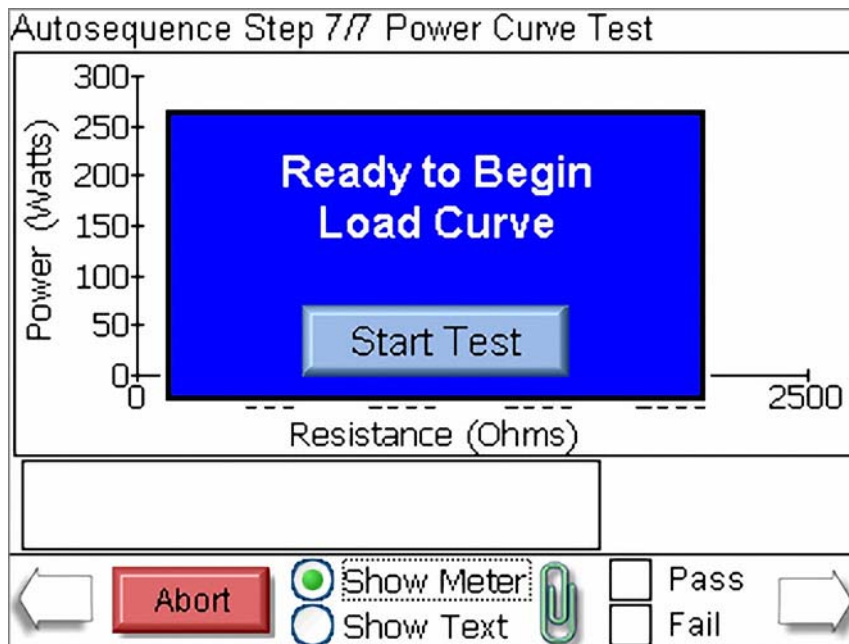 Autosequence Step 7/7 Power Curve Test
300
250
200
150
100
50
0
Power (Watts)
Ready to Begin
Load Curve
Start Test
0
2500
Resistance (Ohms)
Abort
Show Meter
Show Text
Pass
Fail